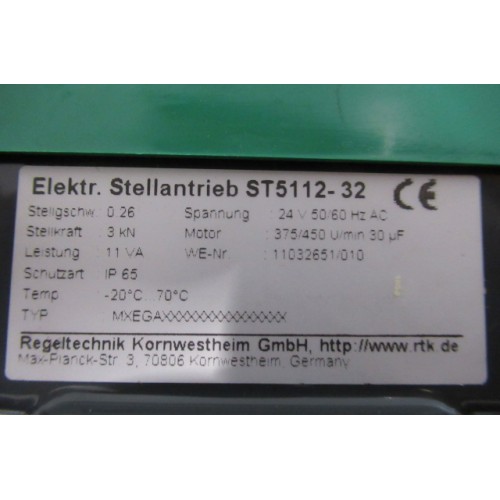 Elektr. Stellantrieb ST5112-32 CE
Stellgschw. : 0.26 Spannung : 24 V 50/60 Hz AC
Stellkraft : 3 kN Motor : 375/450 U/min 30 µF
Leistung : 11 VA WE-Nr. : 11032651/010
Schutzart : IP 65
Temp. : -20°C...70°C
TYP : MXEGAXXXXXXXXXXXXXXX
Regeltechnik Kornwestheim GmbH, http://www.rtk.de
Max-Planck-Str. 3, 70806 Kornwestheim, Germany